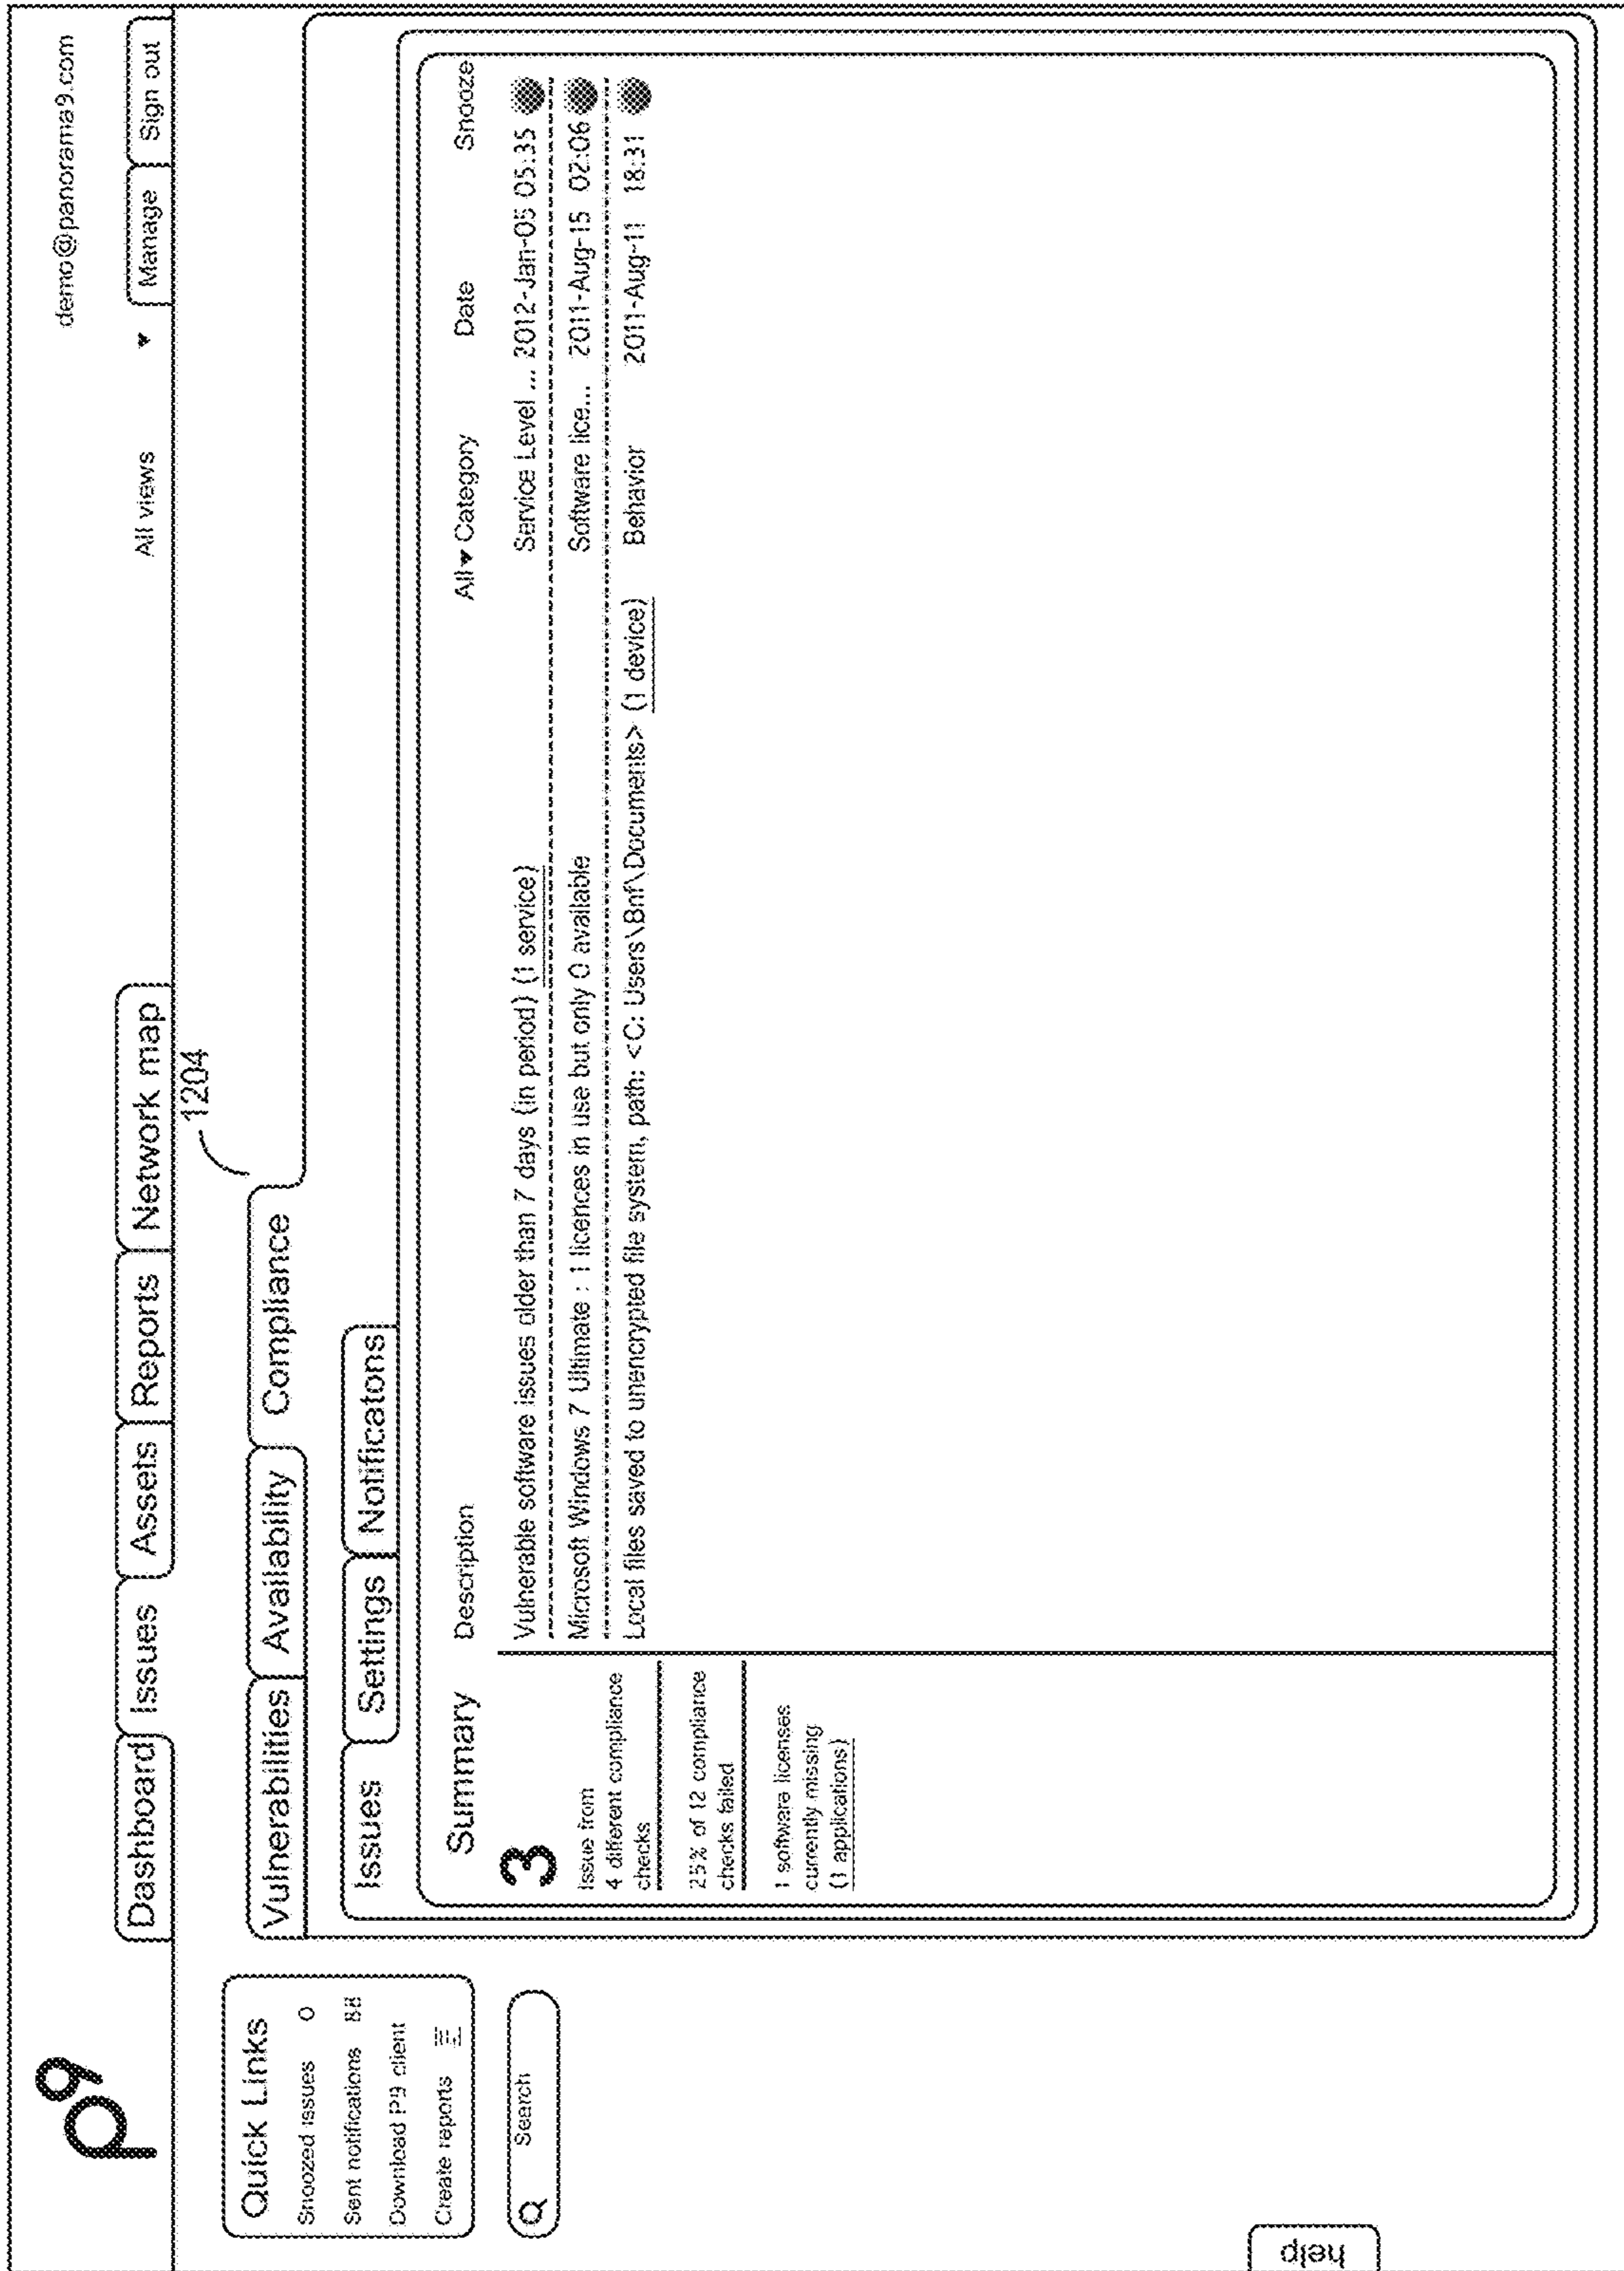 p9
demo@panorama9.com
Dashboard Issues Assets Reports Network map All views Manage Sign out
1204
Quick Links
Snoozed issues 0
Sent notifications 88
Download P9 client
Create reports
Search
help
Vulnerabilities Availability Compliance
Issues Settings Notificatons
Summary Description All Category Date Snooze
3
Issue from
4 different compliance
checks
25% of 12 compliance
checks failed
1 software licenses
currently missing
(1 applications)
Vulnerable software issues older than 7 days (in period) (1 service) Service Level ... 2012-Jan-05 05:35
Microsoft Windows 7 Ultimate : 1 licences in use but only 0 available Software lice... 2011-Aug-15 02:06
Local files saved to unencrypted file system, path: <C: Users\Bnf\Documents> (1 device) Behavior 2011-Aug-11 18:31